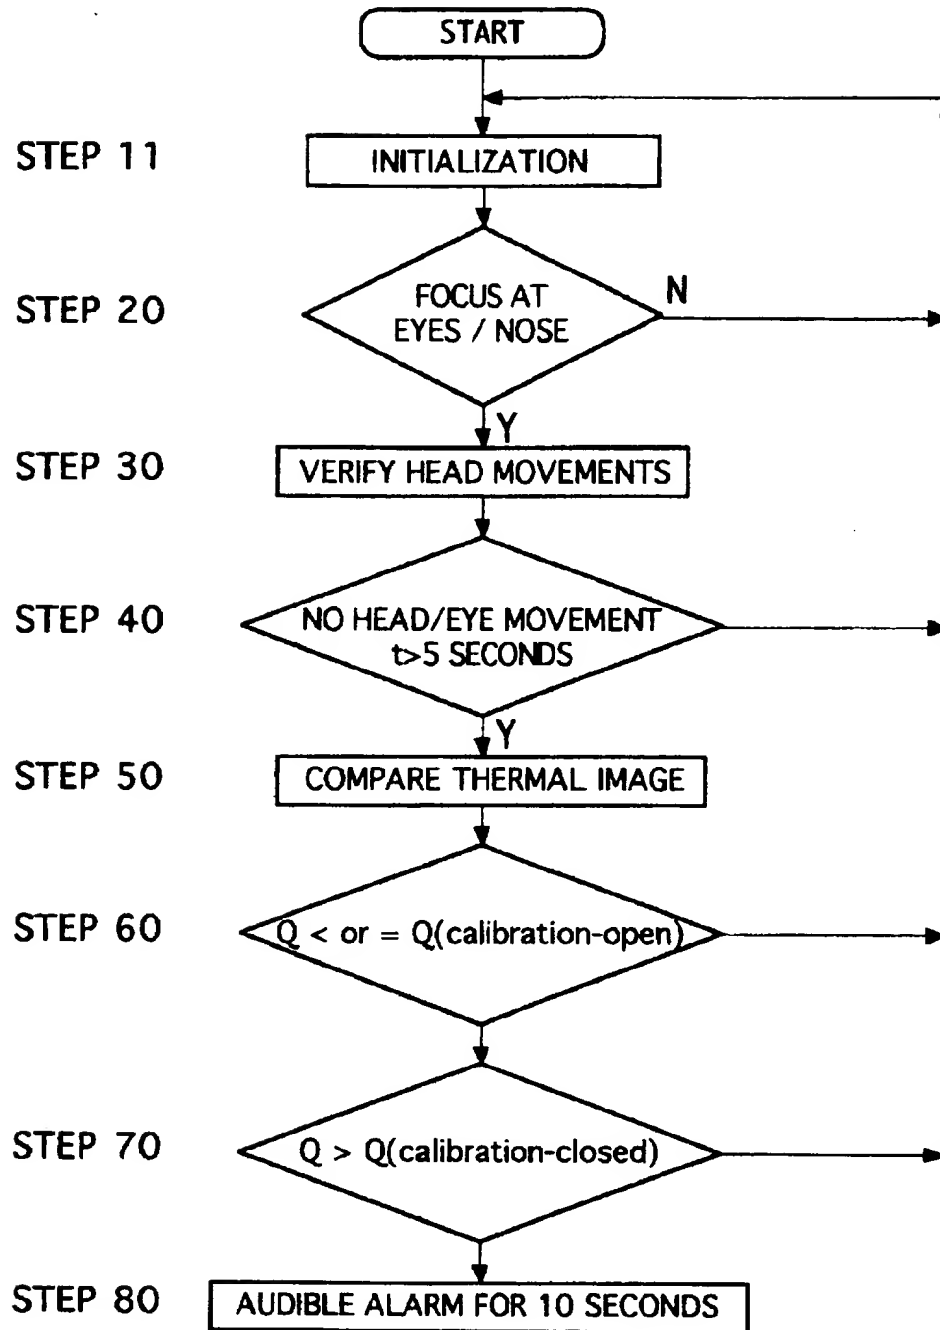 START
STEP 11
INITIALIZATION
STEP 20
FOCUS AT
EYES / NOSE
N
Y
STEP 30
VERIFY HEAD MOVEMENTS
STEP 40
NO HEAD/EYE MOVEMENT
t>5 SECONDS
Y
STEP 50
COMPARE THERMAL IMAGE
STEP 60
Q < or = Q(calibration-open)
STEP 70
Q > Q(calibration-closed)
STEP 80
AUDIBLE ALARM FOR 10 SECONDS